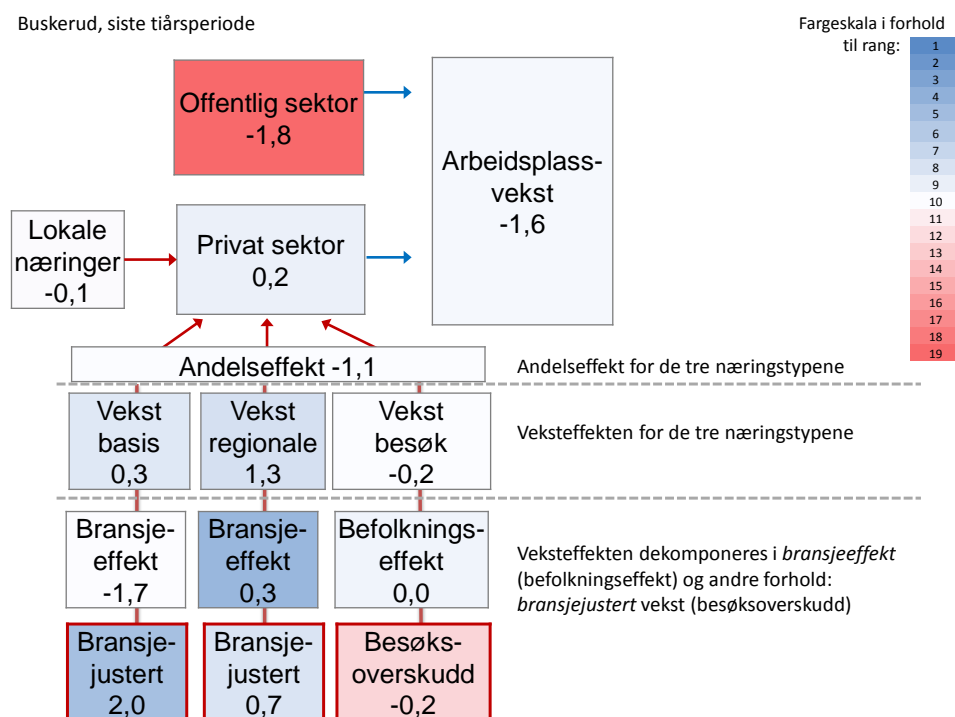 Buskerud, siste tiårsperiode
Fargeskala i forhold
til rang:
1
2
3
4
5
6
7
8
9
10
11
12
13
14
15
16
17
18
19
Offentlig sektor
-1,8
Arbeidsplass-
vekst
-1,6
Lokale
næringer
-0,1
Privat sektor
0,2
Andelseffekt -1,1
Andelseffekt for de tre næringstypene
Vekst
basis
0,3
Vekst
regionale
1,3
Vekst
besøk
-0,2
Veksteffekten for de tre næringstypene
Bransje-
effekt
-1,7
Bransje-
effekt
0,3
Befolknings-
effekt
0,0
Veksteffekten dekomponeres i bransjeeffekt
(befolkningseffekt) og andre forhold:
bransjejustert vekst (besøksoverskudd)
Bransje-
justert
2,0
Bransje-
justert
0,7
Besøks-
overskudd
-0,2